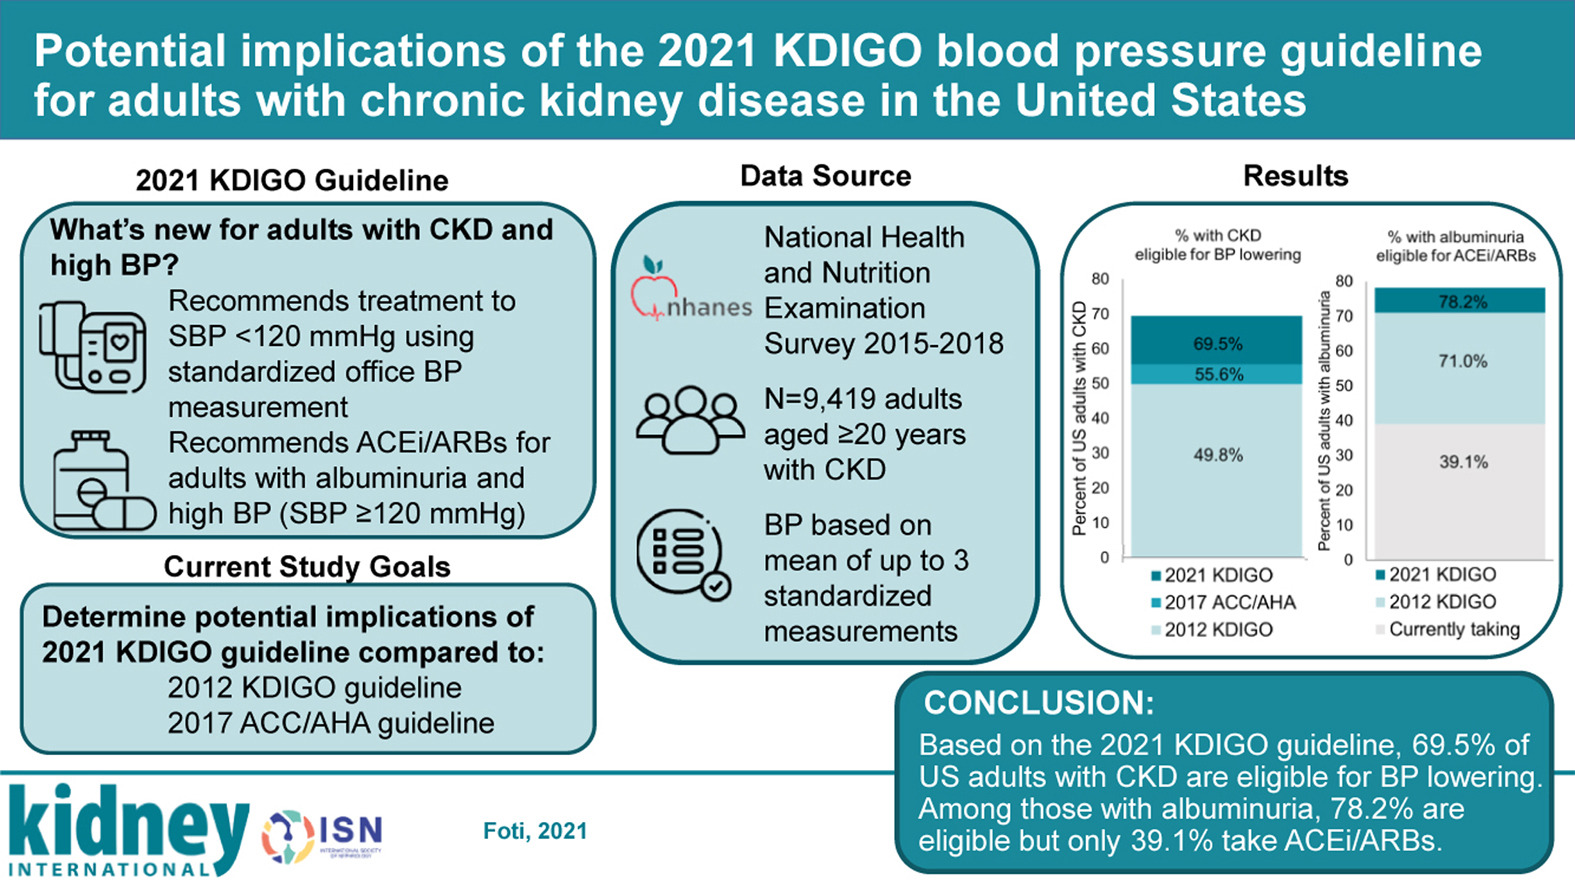 Potential implications of the 2021 KDIGO blood pressure guideline
for adults with chronic kidney disease in the United States
2021 KDIGO Guideline
What's new for adults with CKD and
high BP?
Recommends treatment to
SBP <120 mmHg using
standardized office BP
measurement
Recommends ACEi/ARBs for
adults with albuminuria and
high BP (SBP ≥120 mmHg)
Current Study Goals
Determine potential implications of
2021 KDIGO guideline compared to:
2012 KDIGO guideline
2017 ACC/AHA guideline
Data Source
nhanes
National Health
and Nutrition
Examination
Survey 2015-2018
N=9,419 adults
aged ≥20 years
with CKD
BP based on
mean of up to 3
standardized
measurements
Results
% with CKD
eligible for BP lowering
Percent of US adults with CKD
80
70
60
50
40
30
20
10
0
69.5%
55.6%
49.8%
2021 KDIGO
2017 ACC/AHA
2012 KDIGO
% with albuminuria
eligible for ACEi/ARBs
Percent of US adults with albuminuria
80
70
60
50
40
30
20
10
0
78.2%
71.0%
39.1%
2021 KDIGO
2012 KDIGO
Currently taking
CONCLUSION:
Based on the 2021 KDIGO guideline, 69.5% of
US adults with CKD are eligible for BP lowering.
Among those with albuminuria, 78.2% are
eligible but only 39.1% take ACEi/ARBs.
kidney
INTERNATIONAL
ISN
INTERNATIONAL SOCIETY
OF NEPHROLOGY
Foti, 2021